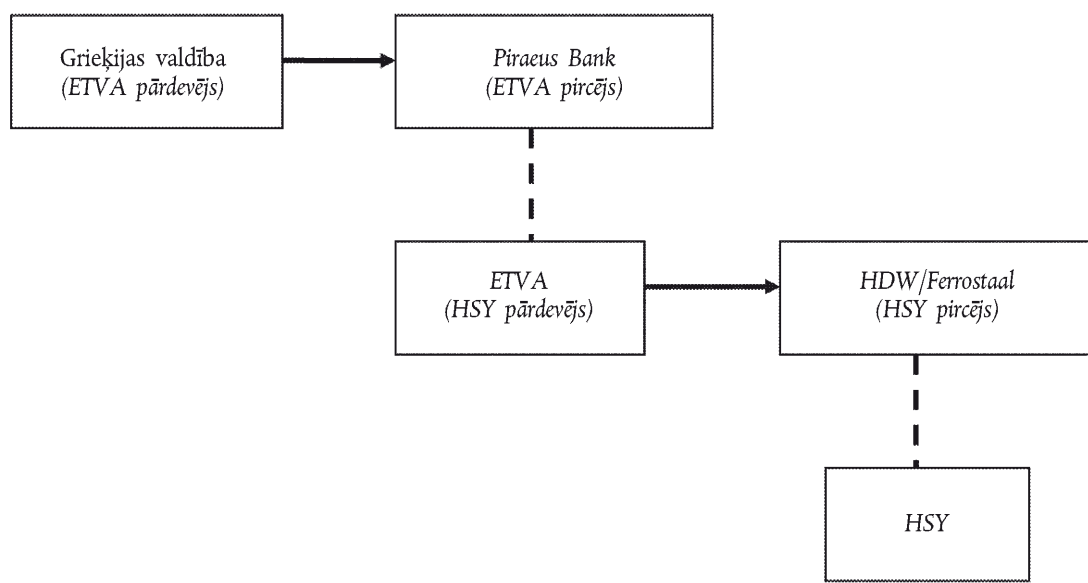 Grieķijas valdība
(ETVA pārdevējs)
Piraeus Bank
(ETVA pircējs)
ETVA
(HSY pārdevējs)
HDW/Ferrostaal
(HSY pircējs)
HSY